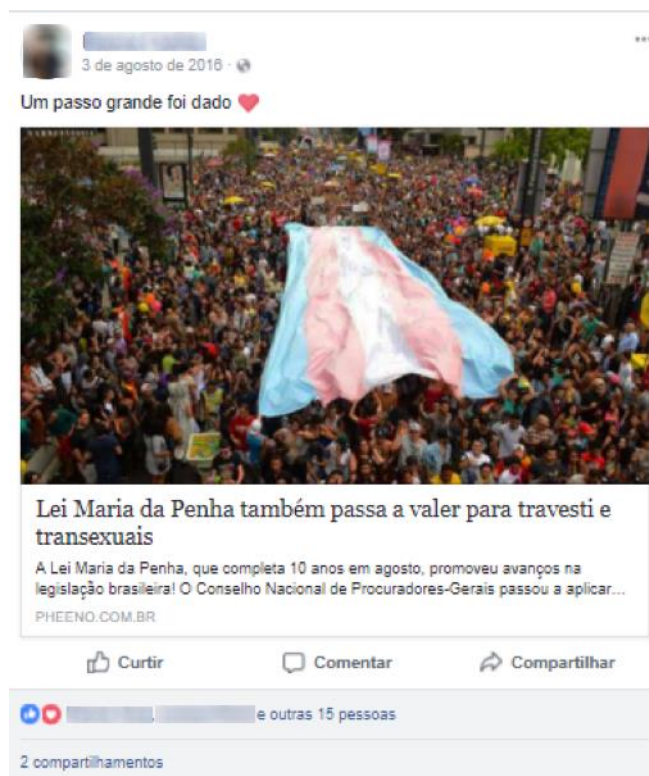 3 de agosto de 2016 ·
Um passo grande foi dado
Lei Maria da Penha também passa a valer para travesti e
transexuais
A Lei Maria da Penha, que completa 10 anos em agosto, promoveu avanços na
legislação brasileira! O Conselho Nacional de Procuradores-Gerais passou a aplicar...
PHEENO.COM.BR
Curtir
Comentar
Compartilhar
e outras 15 pessoas
2 compartilhamentos